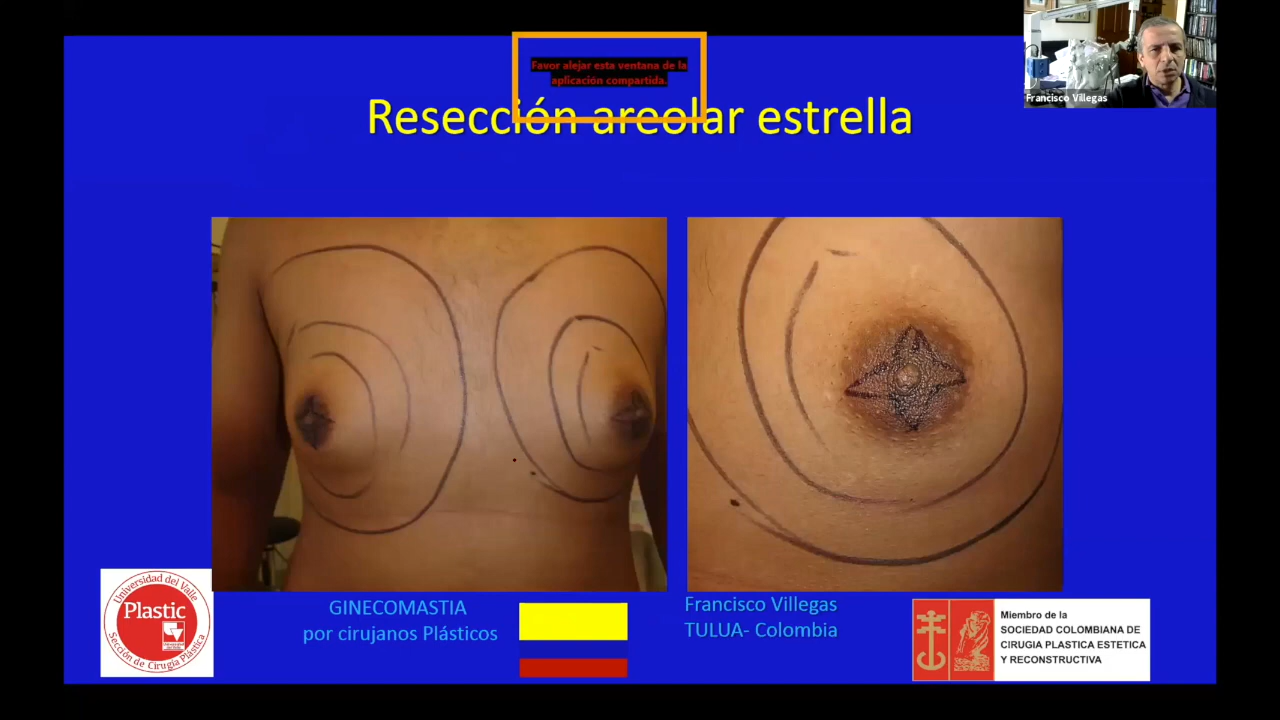 Favor alejar esta ventana de la
aplicación compartida.
Francisco Villegas
Resección areolar estrella
GINECOMASTIA
por cirujanos Plásticos
Francisco Villegas
TULUA- Colombia
Universidad del Valle
Plastic
Sección de Cirugía Plástica
Miembro de la
SOCIEDAD COLOMBIANA DE
CIRUGIA PLASTICA ESTETICA
Y RECONSTRUCTIVA